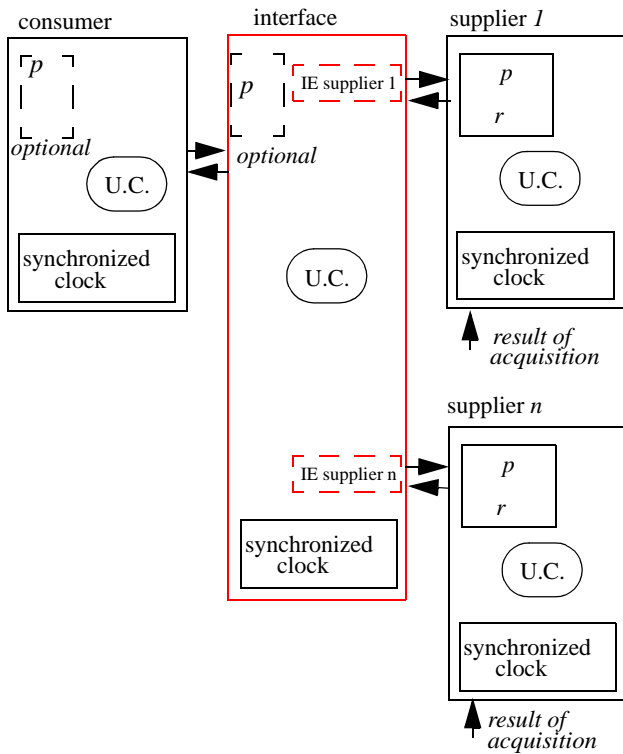 consumer
p
optional
U.C.
synchronized
clock
interface
p
IE supplier 1
optional
U.C.
IE supplier n
synchronized
clock
supplier 1
p
r
U.C.
synchronized
clock
result of
acquisition
supplier n
p
r
U.C.
synchronized
clock
result of
acquisition